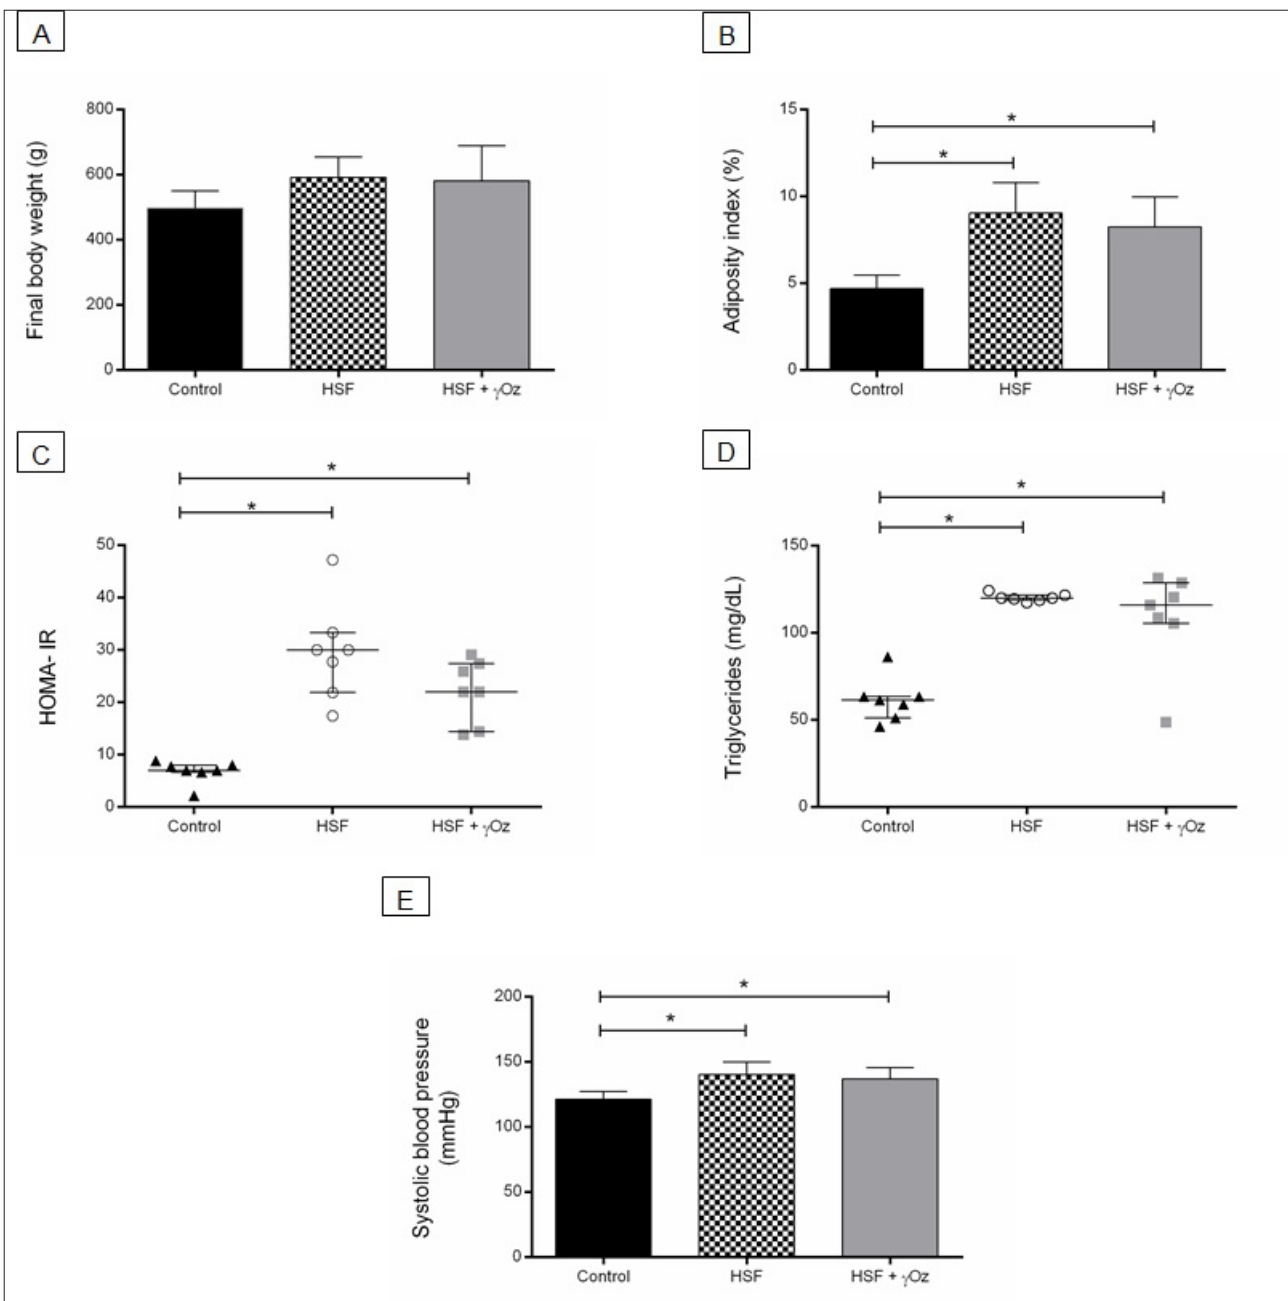 A
Final body weight (g)
800
600
400
200
0
Control HSF HSF + γOz
B
Adiposity index (%)
15
10
5
0
*
*
Control HSF HSF + γOz
C
HOMA- IR
*
*
50
40
30
20
10
0
Control HSF HSF + γOz
D
Triglycerides (mg/dL)
*
*
150
100
50
0
Control HSF HSF + γOz
E
Systolic blood pressure
(mmHg)
200
150
100
50
0
*
*
Control HSF HSF + γOz